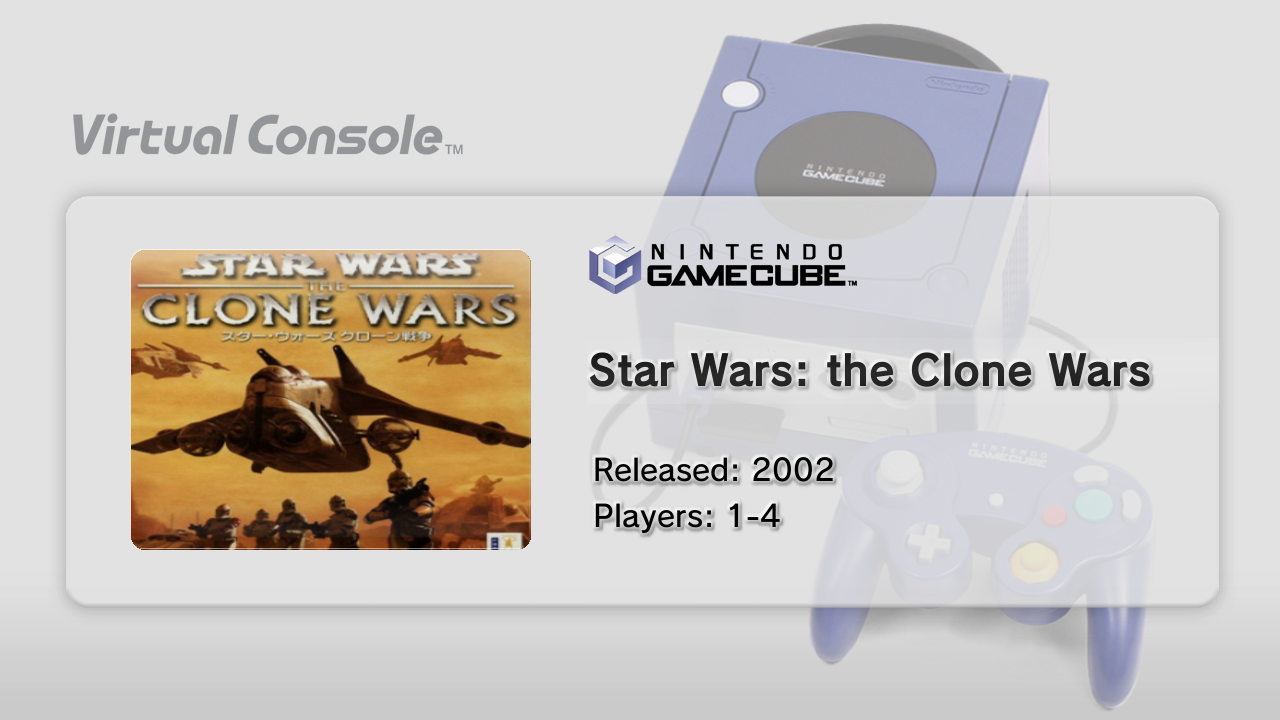 Nintendo
NINTENDO
GAMECUBE
Virtual Console™
STAR WARS
THE
CLONE WARS
スター・ウォーズ クローン戦争
NINTENDO
GAMECUBE™
Star Wars: the Clone Wars
Released: 2002
Players: 1-4
NINTENDO
GAMECUBE